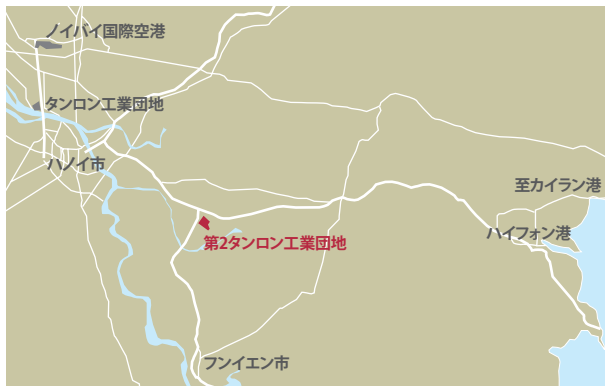 ノイバイ国際空港
タンロン工業団地
ハノイ市
至カイラン港
ハイフォン港
第2タンロン工業団地
フンイエン市